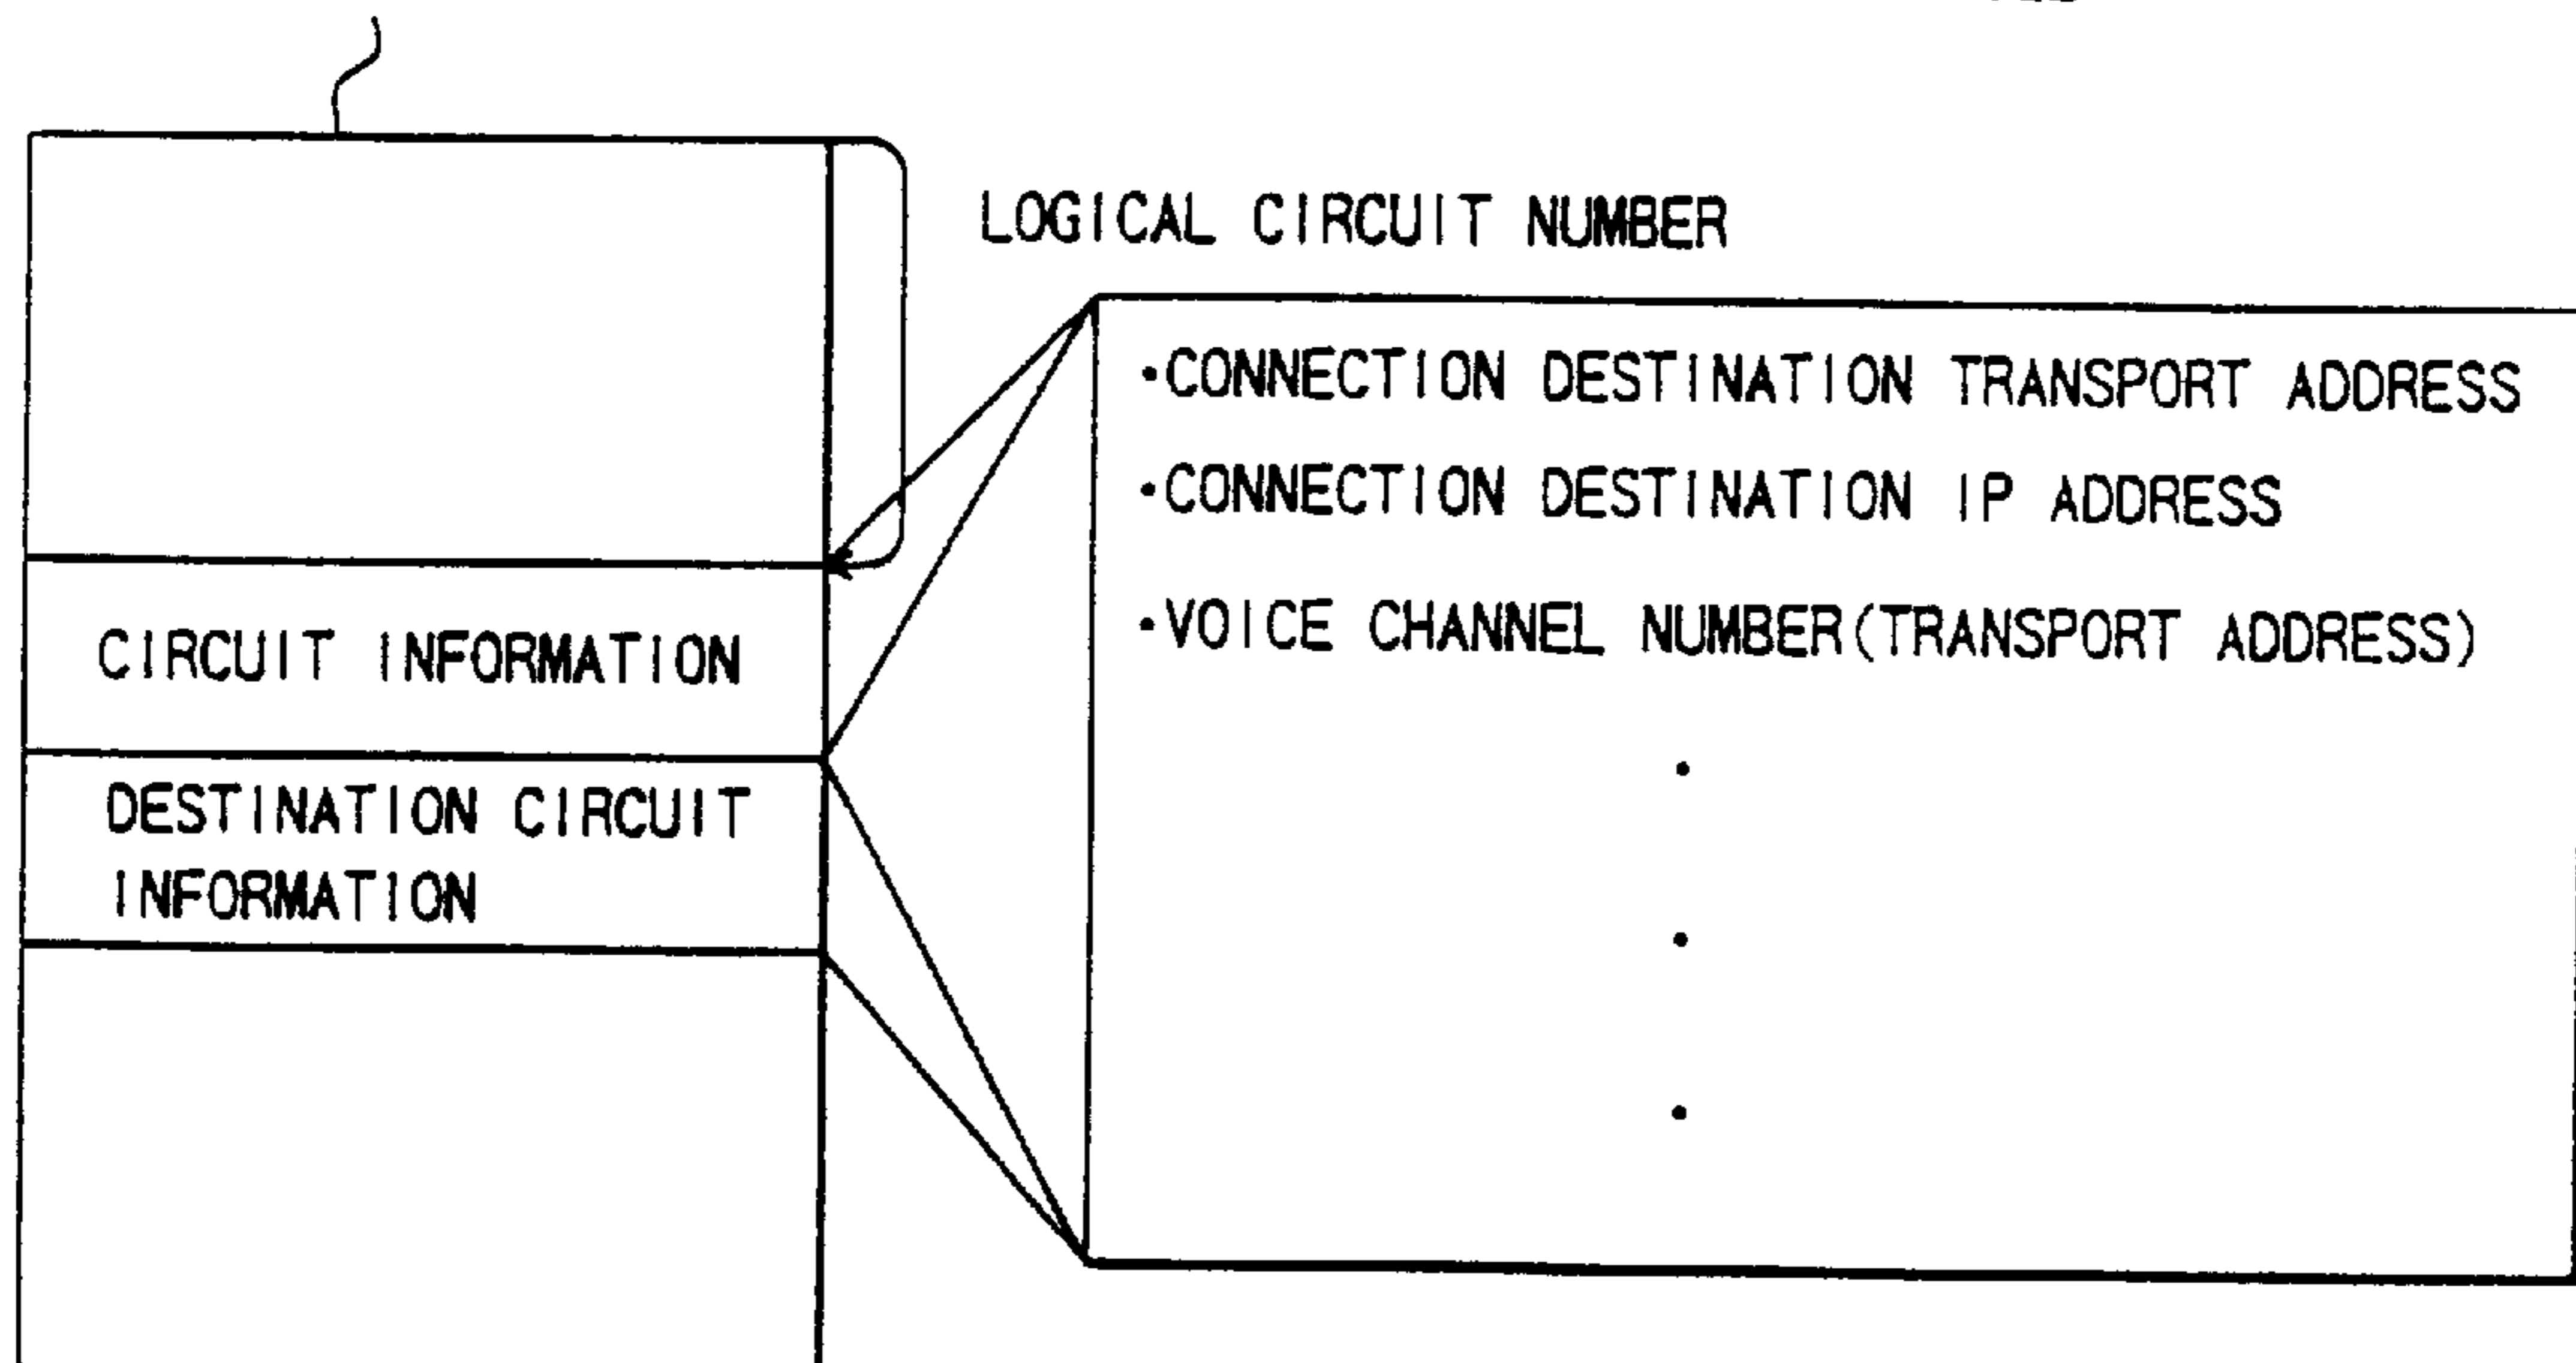 LOGICAL CIRCUIT NUMBER
·CONNECTION DESTINATION TRANSPORT ADDRESS
·CONNECTION DESTINATION IP ADDRESS
·VOICE CHANNEL NUMBER(TRANSPORT ADDRESS)
CIRCUIT INFORMATION
DESTINATION CIRCUIT
INFORMATION